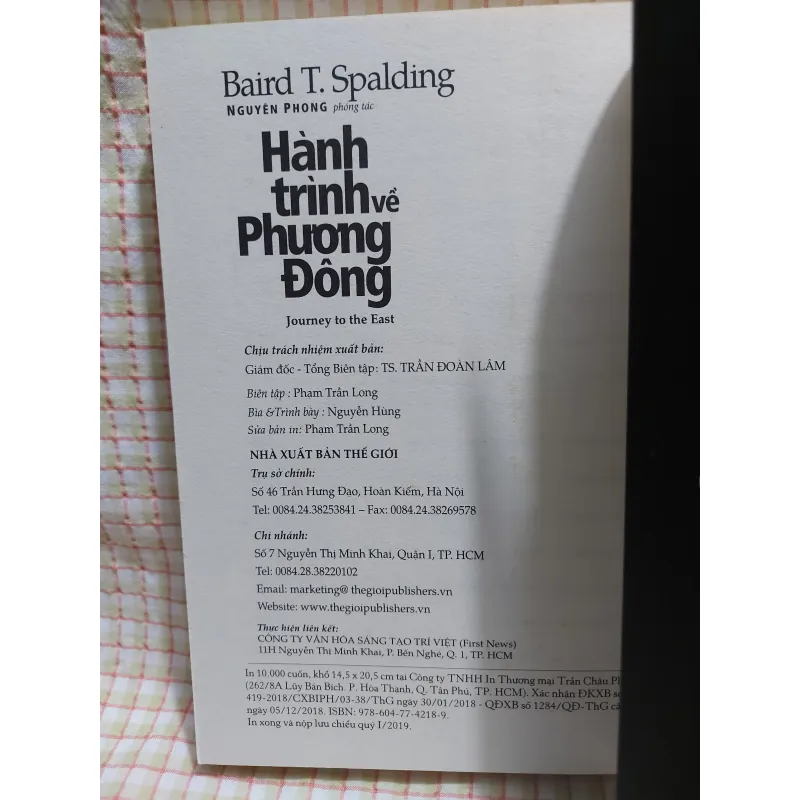 Baird T. Spalding
NGUYÊN PHONG phóng tác
Hành
trình về
Phương
Đông
Journey to the East
Chịu trách nhiệm xuất bản:
Giám đốc - Tổng Biên tập: TS. TRẦN ĐOÀN LÂM
Biên tập : Phạm Trần Long
Bìa & Trình bày : Nguyễn Hùng
Sửa bản in: Phạm Trần Long
NHÀ XUẤT BẢN THẾ GIỚI
Trụ sở chính:
Số 46 Trần Hưng Đạo, Hoàn Kiếm, Hà Nội
Tel: 0084.24.38253841 – Fax: 0084.24.38269578
Chi nhánh:
Số 7 Nguyễn Thị Minh Khai, Quận I, TP. HCM
Tel: 0084.28.38220102
Email: marketing@ thegioipublishers.vn
Website: www.thegioipublishers.vn
Thực hiện liên kết:
CÔNG TY VĂN HÓA SÁNG TẠO TRÍ VIỆT (First News)
11H Nguyễn Thị Minh Khai, P. Bến Nghé, Q. 1, TP. HCM
In 10.000 cuốn, khổ 14,5 x 20,5 cm tại Công ty TNHH In Thương mại Trần Châu
(262/8A Lũy Bán Bích. P. Hòa Thạnh, Q. Tân Phú, TP. HCM). Xác nhận ĐKXB
419-2018/CXBIPH/03-38/ThG ngày 30/01/2018 - QĐXB số 1284/QĐ-ThG
ngày 05/12/2018. ISBN: 978-604-77-4218-9.
In xong và nộp lưu chiểu quý I/2019.